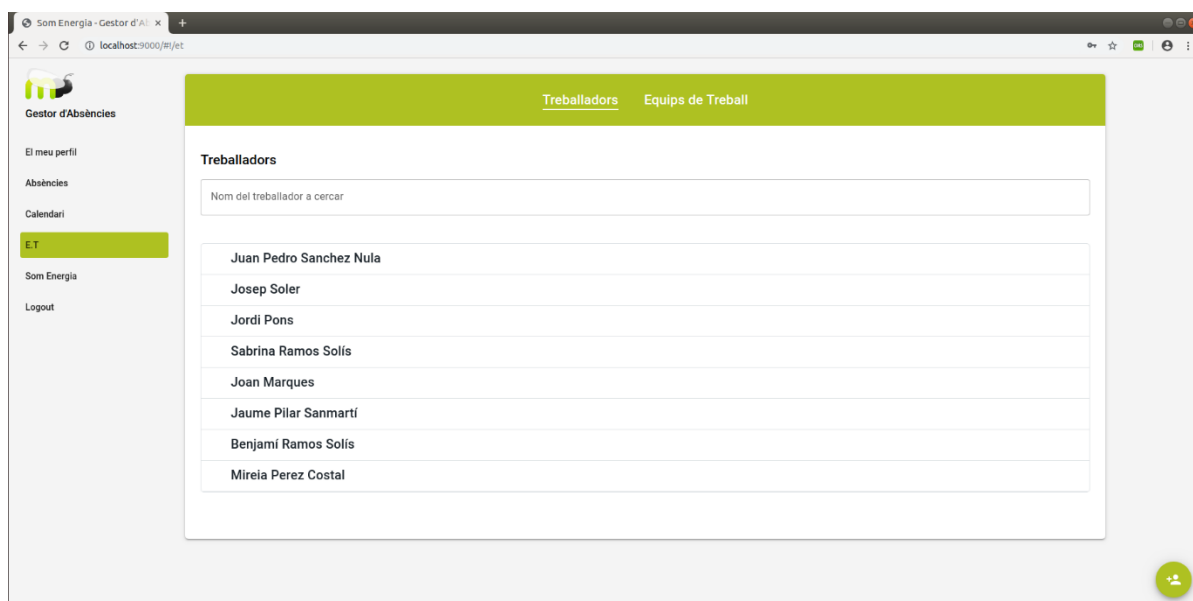 Som Energia - Gestor d'Ab
localhost:9000/#!/et
Gestor d'Absències
El meu perfil
Absències
Calendari
E.T
Som Energia
Logout
Treballadors Equips de Treball
Treballadors
Nom del treballador a cercar
Juan Pedro Sanchez Nula
Josep Soler
Jordi Pons
Sabrina Ramos Solís
Joan Marques
Jaume Pilar Sanmartí
Benjamí Ramos Solís
Mireia Perez Costal